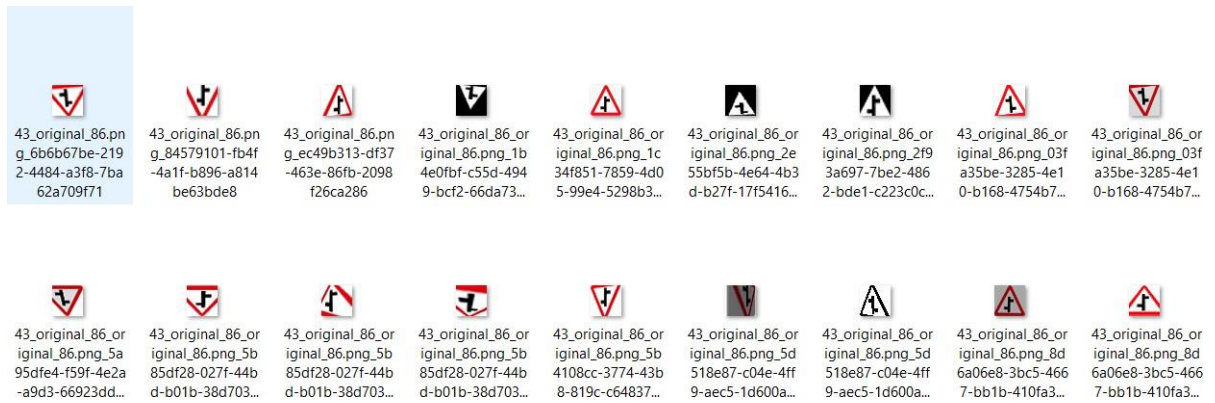 43_original_86.pn
g_6b6b67be-219
2-4484-a3f8-7ba
62a709f71
43_original_86.pn
g_84579101-fb4f
-4a1f-b896-a814
be63bde8
43_original_86.pn
g_ec49b313-df37
-463e-86fb-2098
f26ca286
43_original_86_or
iginal_86.png_1b
4e0fbf-c55d-494
9-bcf2-66da73...
43_original_86_or
iginal_86.png_1c
34f851-7859-4d0
5-99e4-5298b3...
43_original_86_or
iginal_86.png_2e
55bf5b-4e64-4b3
d-b27f-17f5416...
43_original_86_or
iginal_86.png_2f9
3a697-7be2-486
2-bde1-c223c0c...
43_original_86_or
iginal_86.png_03f
a35be-3285-4e1
0-b168-4754b7...
43_original_86_or
iginal_86.png_03f
a35be-3285-4e1
0-b168-4754b7...
43_original_86_or
iginal_86.png_5a
95dfe4-f59f-4e2a
-a9d3-66923dd...
43_original_86_or
iginal_86.png_5b
85df28-027f-44b
d-b01b-38d703...
43_original_86_or
iginal_86.png_5b
85df28-027f-44b
d-b01b-38d703...
43_original_86_or
iginal_86.png_5b
85df28-027f-44b
d-b01b-38d703...
43_original_86_or
iginal_86.png_5b
4108cc-3774-43b
8-819c-c64837...
43_original_86_or
iginal_86.png_5d
518e87-c04e-4ff
9-aec5-1d600a...
43_original_86_or
iginal_86.png_5d
518e87-c04e-4ff
9-aec5-1d600a...
43_original_86_or
iginal_86.png_8d
6a06e8-3bc5-466
7-bb1b-410fa3...
43_original_86_or
iginal_86.png_8d
6a06e8-3bc5-466
7-bb1b-410fa3...